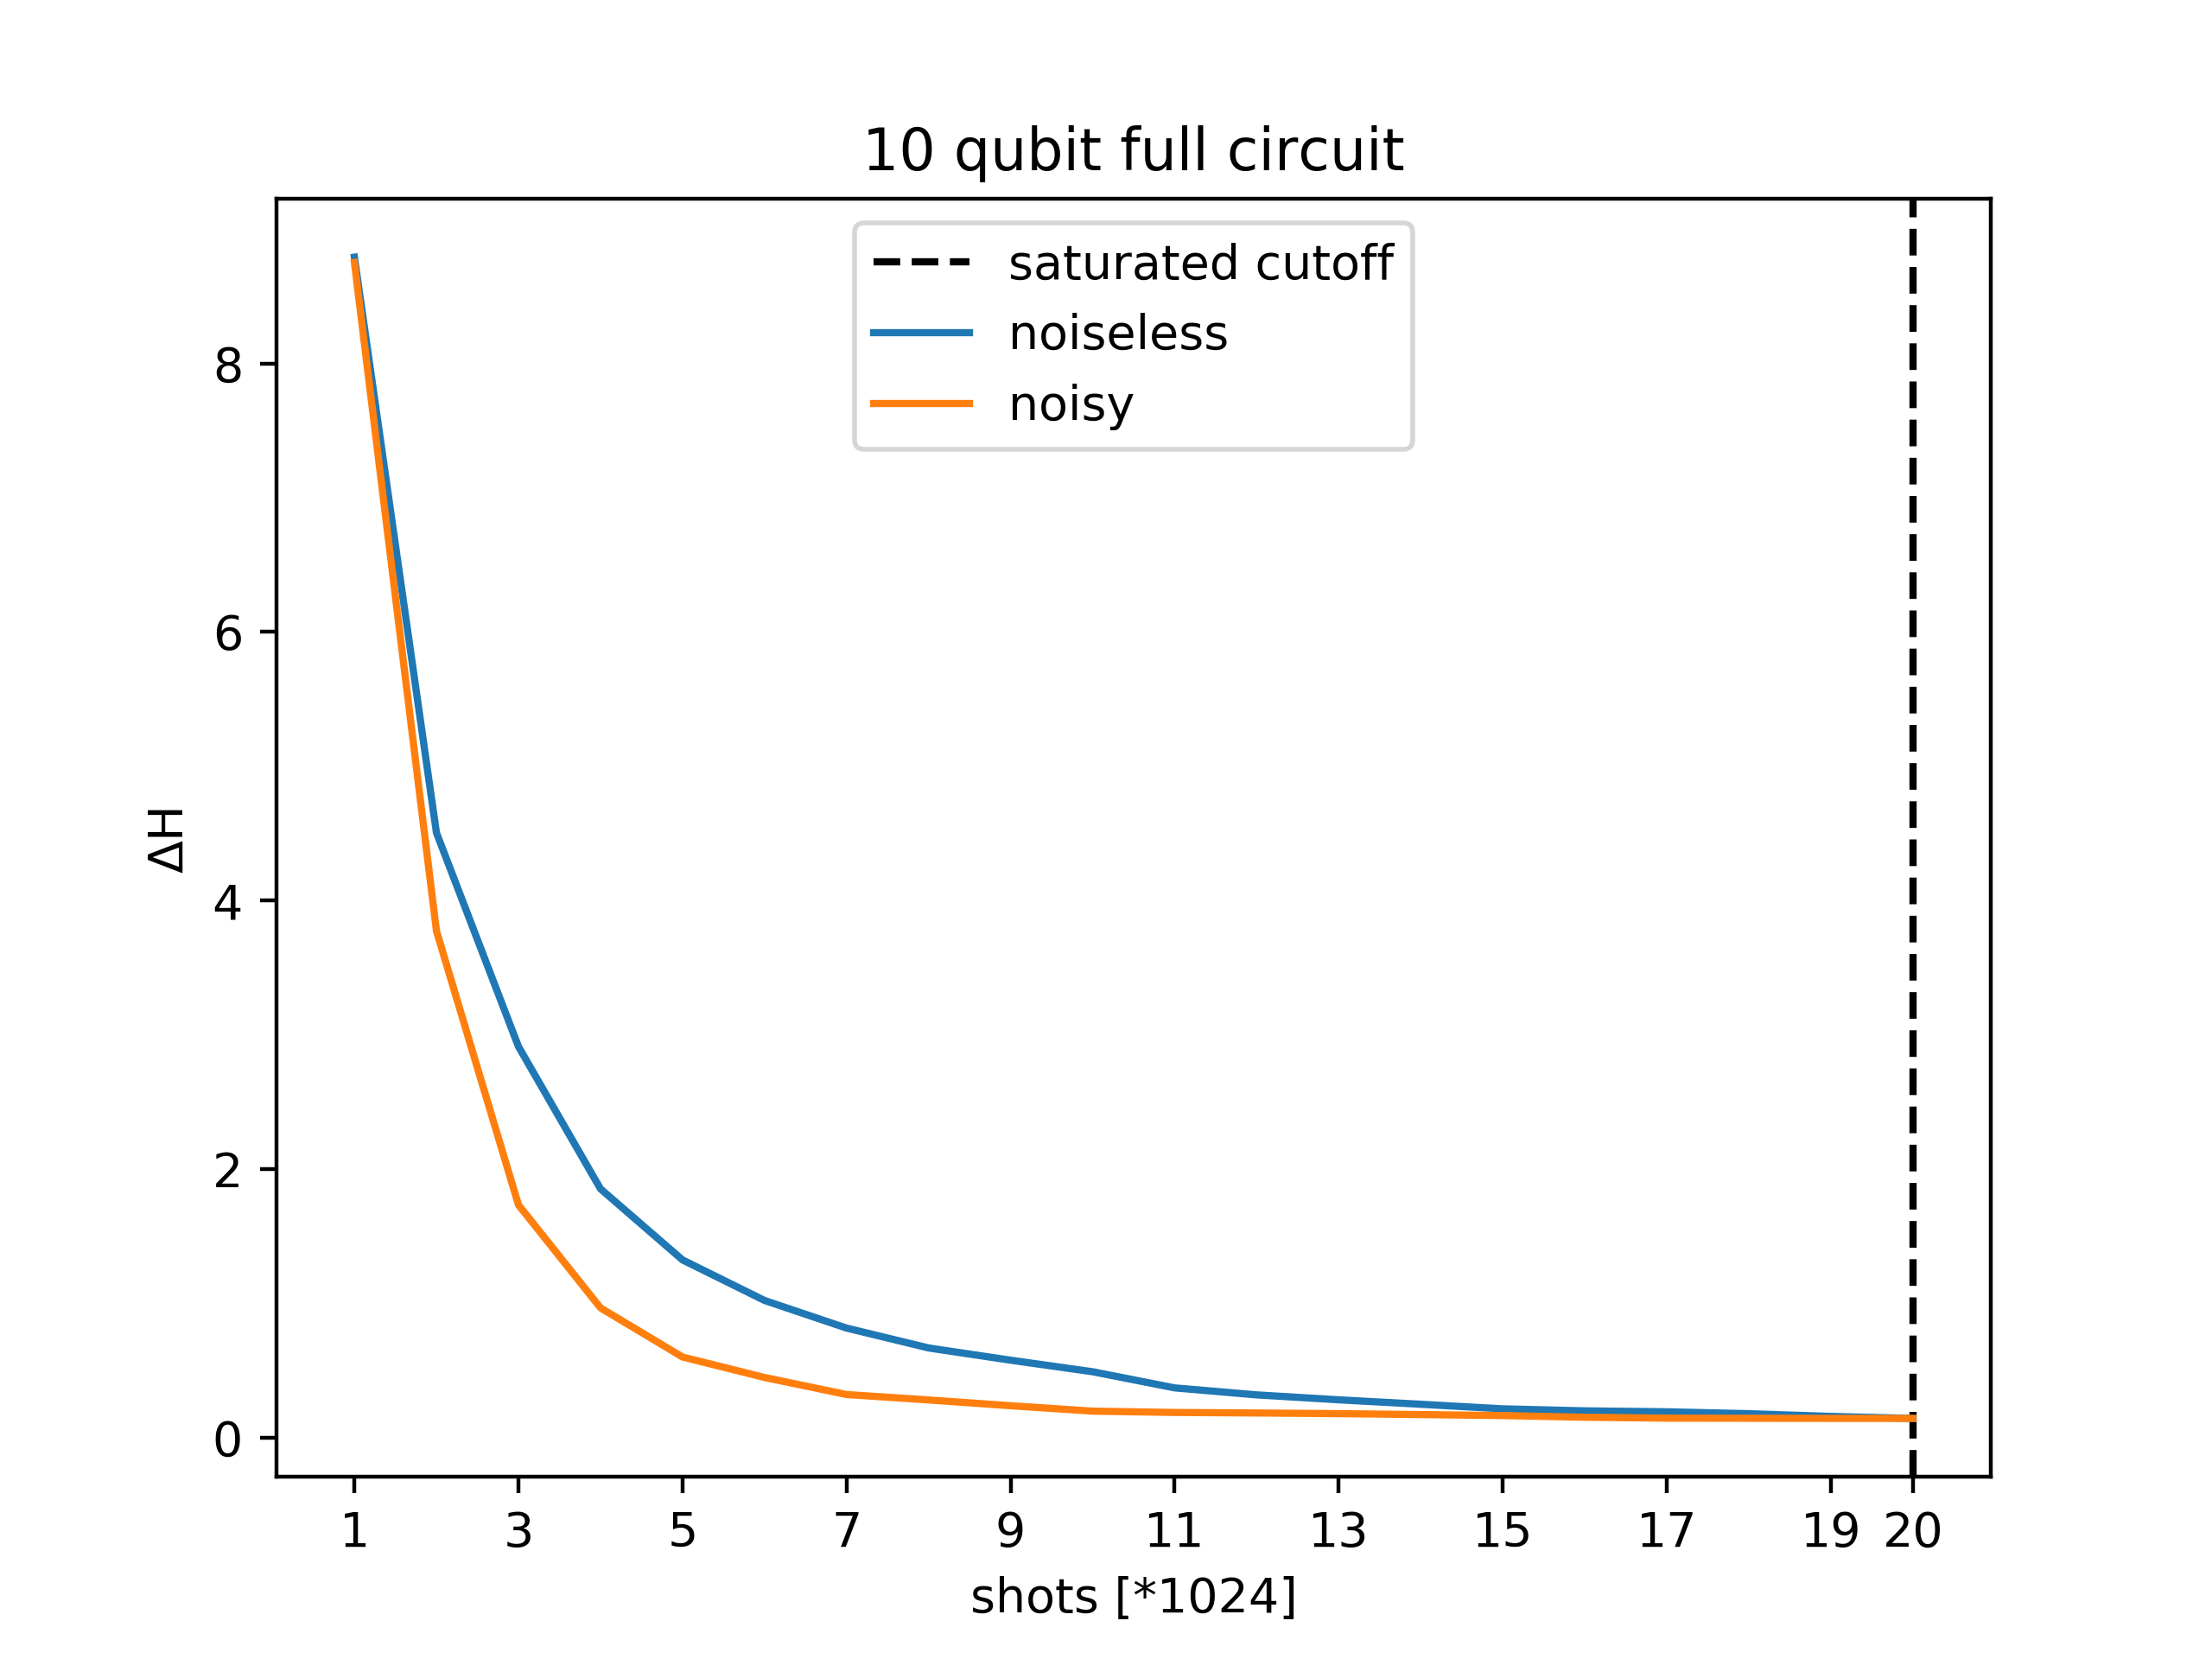 10 qubit full circuit
saturated cutoff
noiseless
noisy
8
6
4
2
0
ΔH
1 3 5 7 9 11 13 15 17 19 20
shots [*1024]